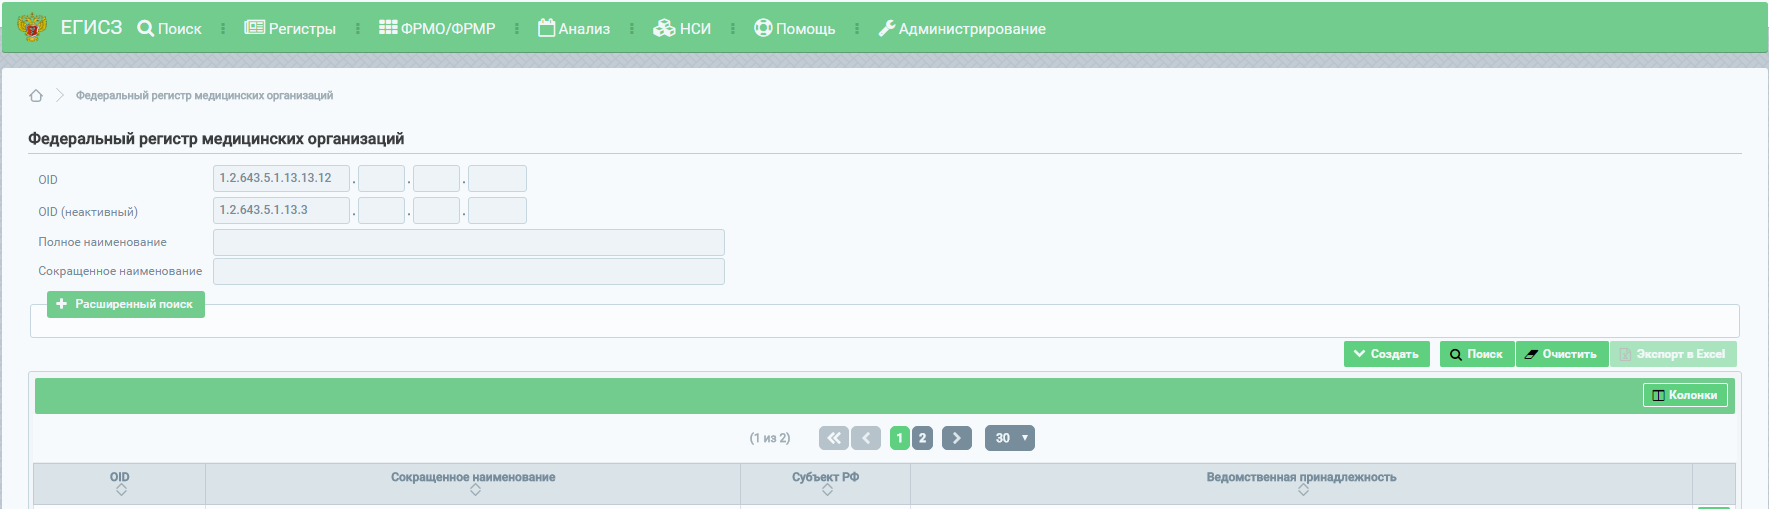 ЕГИСЗ Поиск Регистры ФРМО/ФРМР Анализ НСИ Помощь Администрирование
Федеральный регистр медицинских организаций
Федеральный регистр медицинских организаций
OID 1.2.643.5.1.13.13.12 . . .
OID (неактивный) 1.2.643.5.1.13.3 . . .
Полное наименование
Сокращенное наименование
Расширенный поиск
Создать Поиск Очистить Экспорт в Excel
Колонки
(1 из 2) 1 2 30
OID Сокращенное наименование Субъект РФ Ведомственная принадлежность